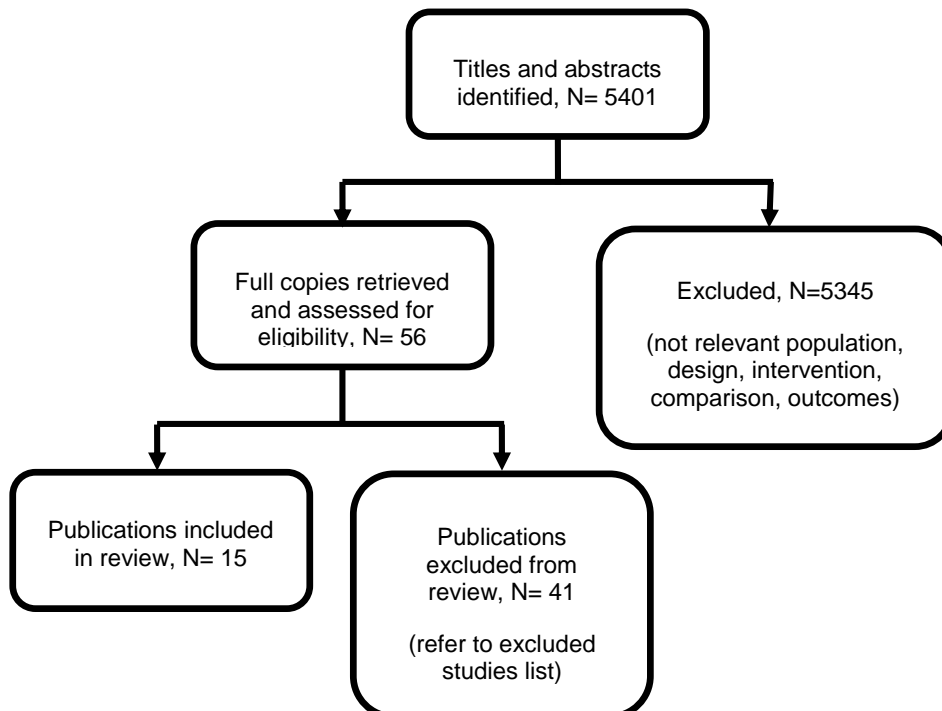 Titles and abstracts
identified, N= 5401
Full copies retrieved
and assessed for
eligibility, N= 56
Excluded, N=5345
(not relevant population,
design, intervention,
comparison, outcomes)
Publications included
in review, N= 15
Publications
excluded from
review, N= 41
(refer to excluded
studies list)